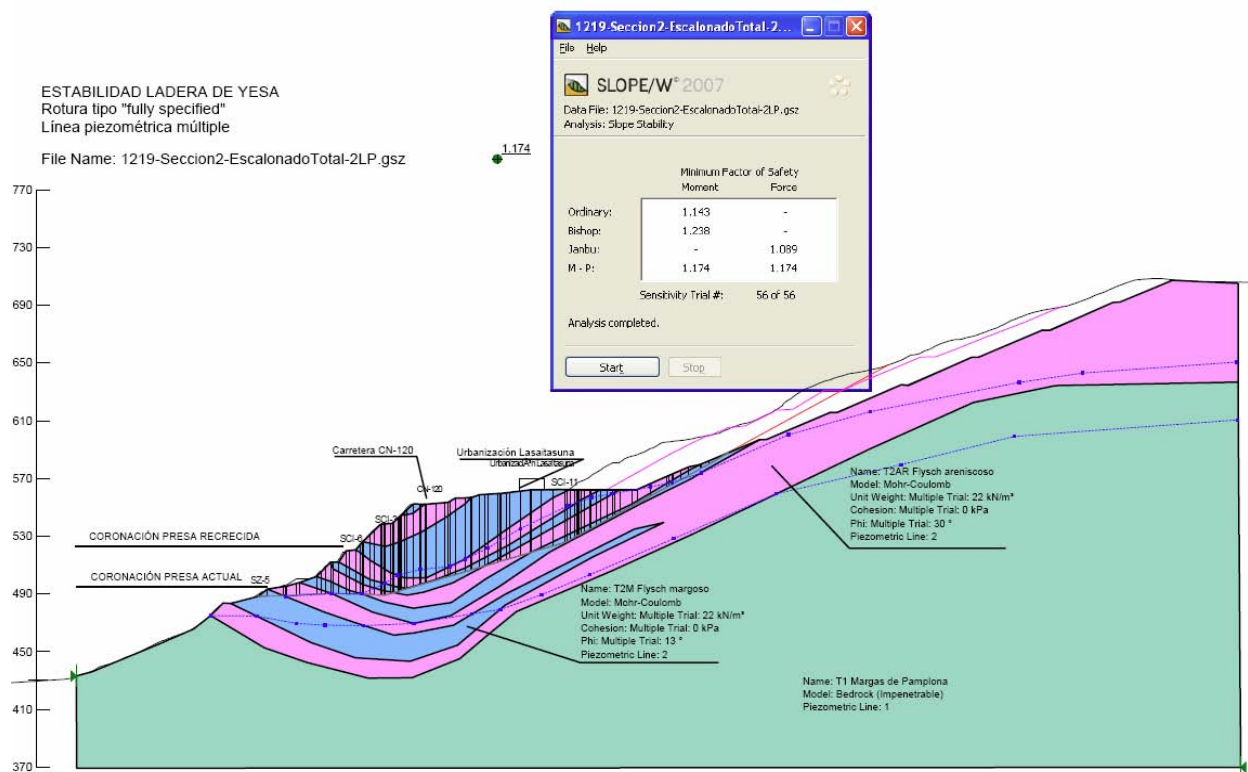 ESTABILIDAD LADERA DE YESA
Rotura tipo "fully specified"
Línea piezométrica múltiple
File Name: 1219-Seccion2-EscalonadoTotal-2LP.gsz
1.174
1219-Seccion2-EscalonadoTotal-2...
File Help
SLOPE/W© 2007
Data File: 1219-Seccion2-EscalonadoTotal-2LP.gsz
Analysis: Slope Stability
Minimum Factor of Safety
Moment Force
Ordinary: 1.143 -
Bishop: 1.238 -
Janbu: - 1.089
M - P: 1.174 1.174
Sensitivity Trial #: 56 of 56
Analysis completed.
Start Stop
770
730
690
650
610
570
530
490
450
410
370
Carretera CN-120
CN-120
Urbanización Lasaitasuna
SCI-11
SCI-6
SZ-5
CORONACIÓN PRESA RECRECIDA
CORONACIÓN PRESA ACTUAL
Name: T2AR Flysch areniscoso
Model: Mohr-Coulomb
Unit Weight: Multiple Trial: 22 kN/m³
Cohesion: Multiple Trial: 0 kPa
Phi: Multiple Trial: 30 °
Piezometric Line: 2
Name: T2M Flysch margoso
Model: Mohr-Coulomb
Unit Weight: Multiple Trial: 22 kN/m³
Cohesion: Multiple Trial: 0 kPa
Phi: Multiple Trial: 13 °
Piezometric Line: 2
Name: T1 Margas de Pamplona
Model: Bedrock (Impenetrable)
Piezometric Line: 1